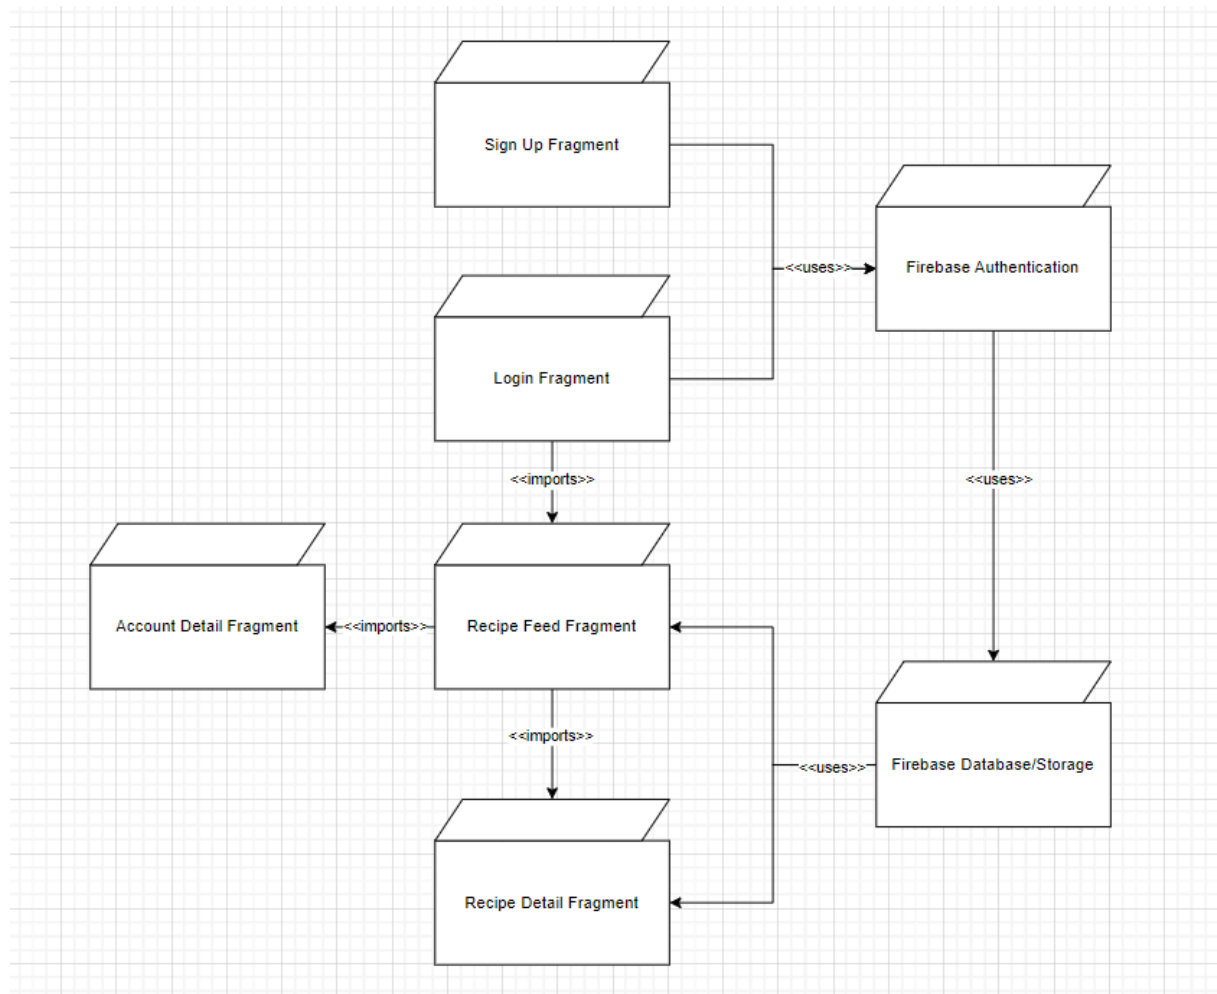 Sign Up Fragment
<<uses>>
Firebase Authentication
Login Fragment
<<imports>>
<<uses>>
Account Detail Fragment
<<imports>>
Recipe Feed Fragment
<<imports>>
<<uses>>
Firebase Database/Storage
Recipe Detail Fragment